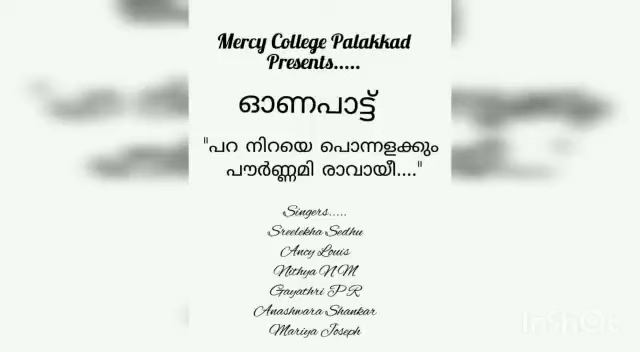 Mercy College Palakkad
Presents.....
ഓണപാട്ട്
"പറ നിറയെ പൊന്നളക്കും
പൗർണ്ണമി രാവായീ...."
Singers.....
Sreelekha Sedhu
Ancy Louis
Nithya N M
Gayathri P R
Anashwara Shankar
Mariya Joseph
InShOt